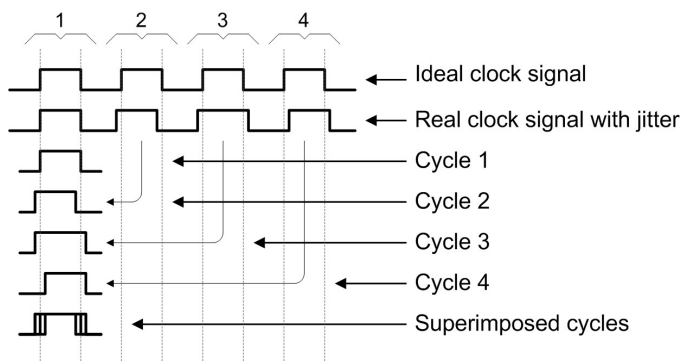 1 2 3 4
Ideal clock signal
Real clock signal with jitter
Cycle 1
Cycle 2
Cycle 3
Cycle 4
Superimposed cycles